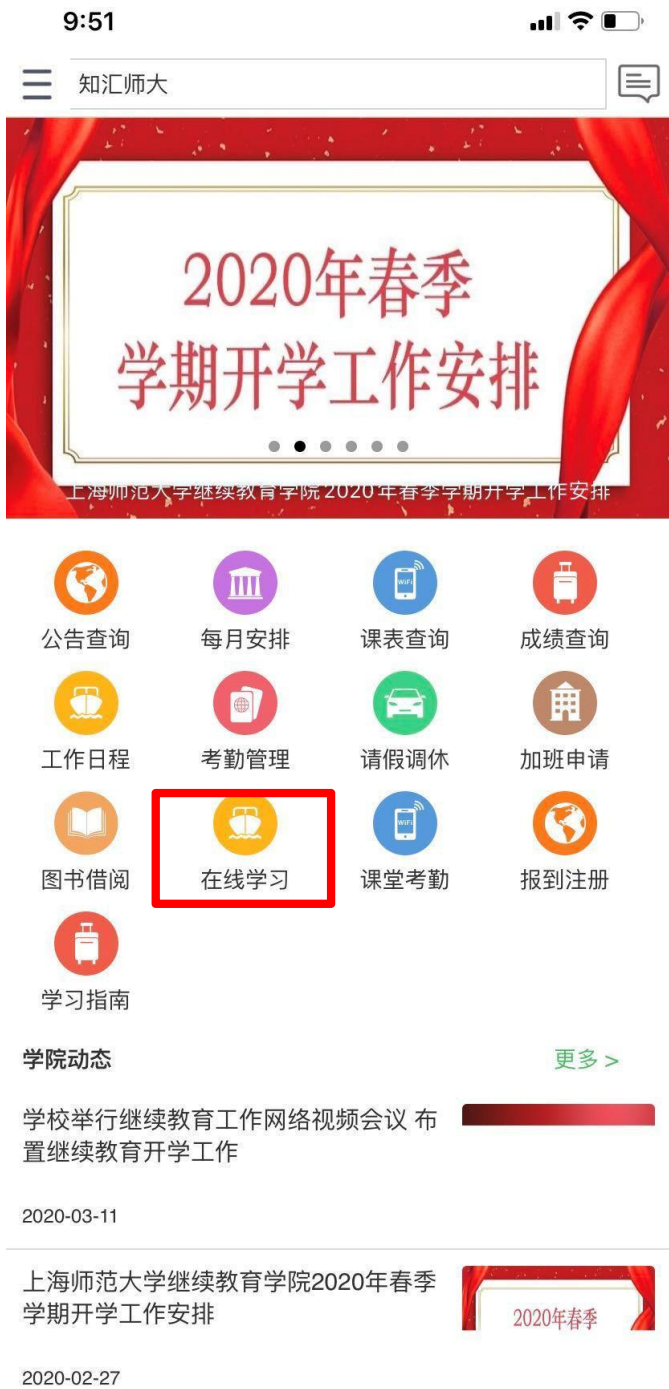 9:51
知汇师大
2020年春季
学期开学工作安排
上海师范大学继续教育学院2020年春季学期开学工作安排
公告查询 每月安排 课表查询 成绩查询
工作日程 考勤管理 请假调休 加班申请
图书借阅 在线学习 课堂考勤 报到注册
学习指南
学院动态 更多 >
学校举行继续教育工作网络视频会议 布
置继续教育开学工作
2020-03-11
上海师范大学继续教育学院2020年春季
学期开学工作安排
2020年春季
2020-02-27